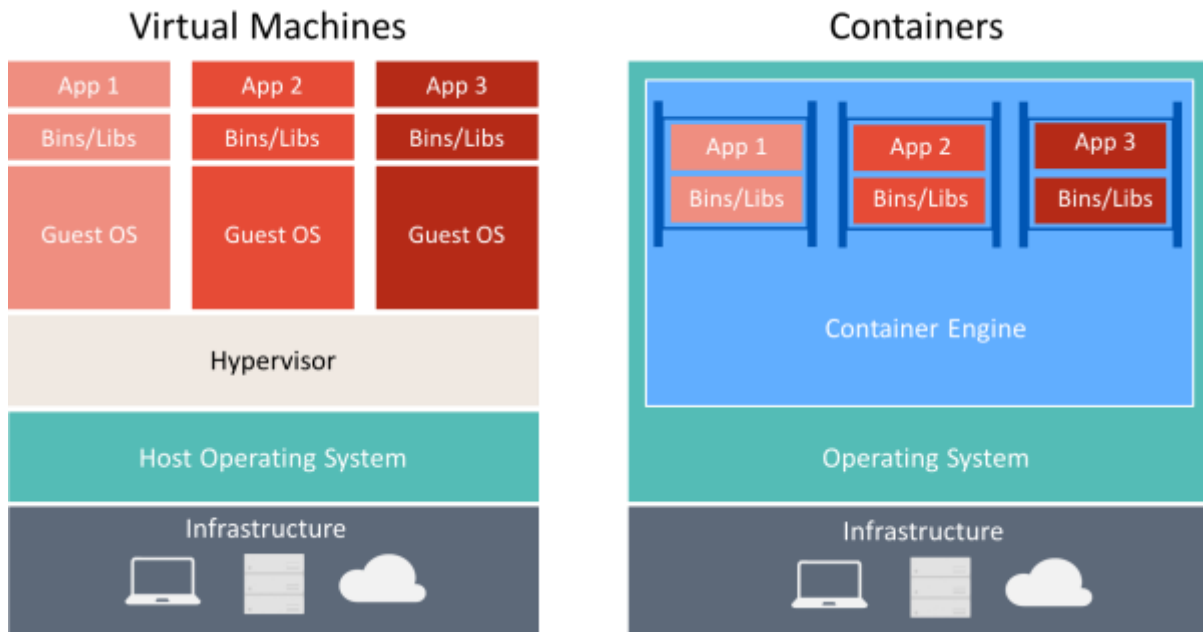 Virtual Machines
App 1
App 2
App 3
Bins/Libs
Bins/Libs
Bins/Libs
Guest OS
Guest OS
Guest OS
Hypervisor
Host Operating System
Infrastructure
Containers
App 1
App 2
App 3
Bins/Libs
Bins/Libs
Bins/Libs
Container Engine
Operating System
Infrastructure